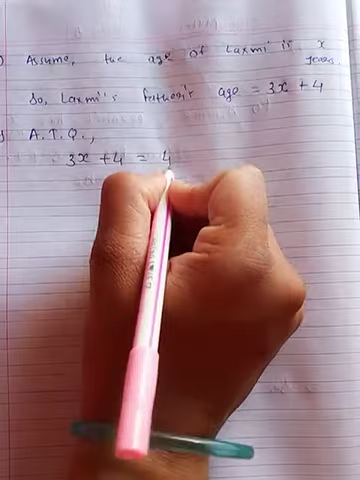 ) Assume, the age of Laxmi is x
years.
So, Laxmi's father's age = 3x + 4
A.T.Q.,
3x + 4 = 4